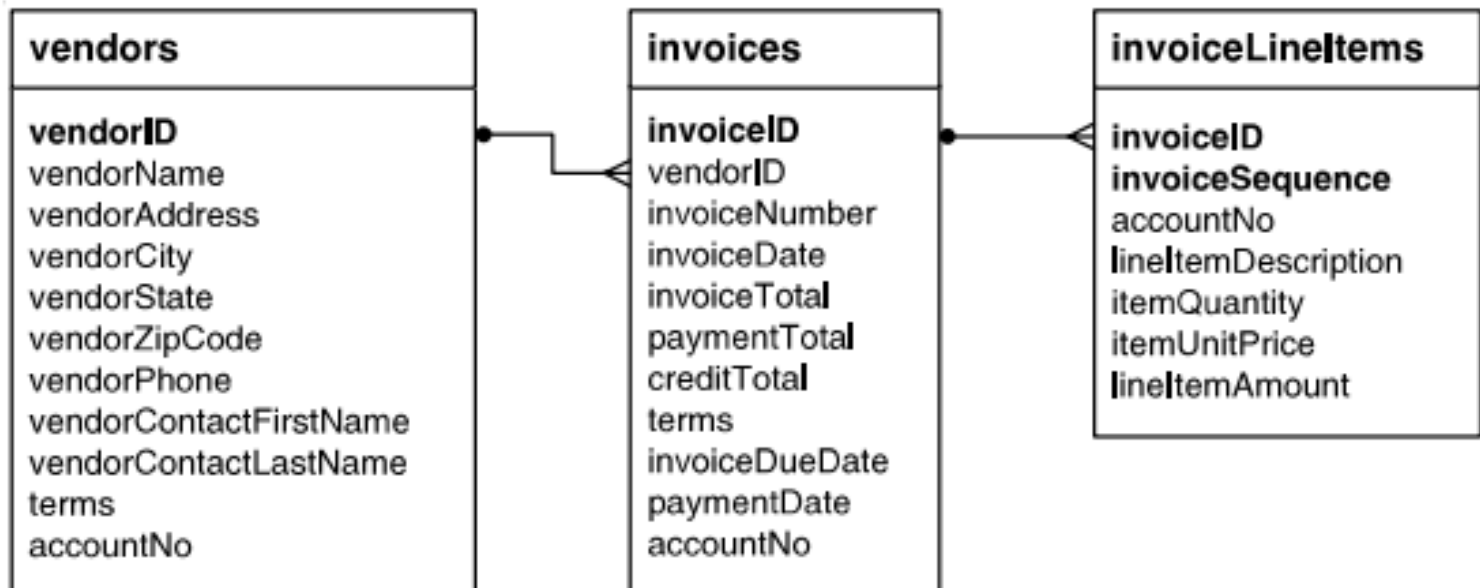 vendors
vendorID
vendorName
vendorAddress
vendorCity
vendorState
vendorZipCode
vendorPhone
vendorContactFirstName
vendorContactLastName
terms
accountNo
invoices
invoiceID
vendorID
invoiceNumber
invoiceDate
invoiceTotal
paymentTotal
creditTotal
terms
invoiceDueDate
paymentDate
accountNo
invoiceLineItems
invoiceID
invoiceSequence
accountNo
lineItemDescription
itemQuantity
itemUnitPrice
lineItemAmount